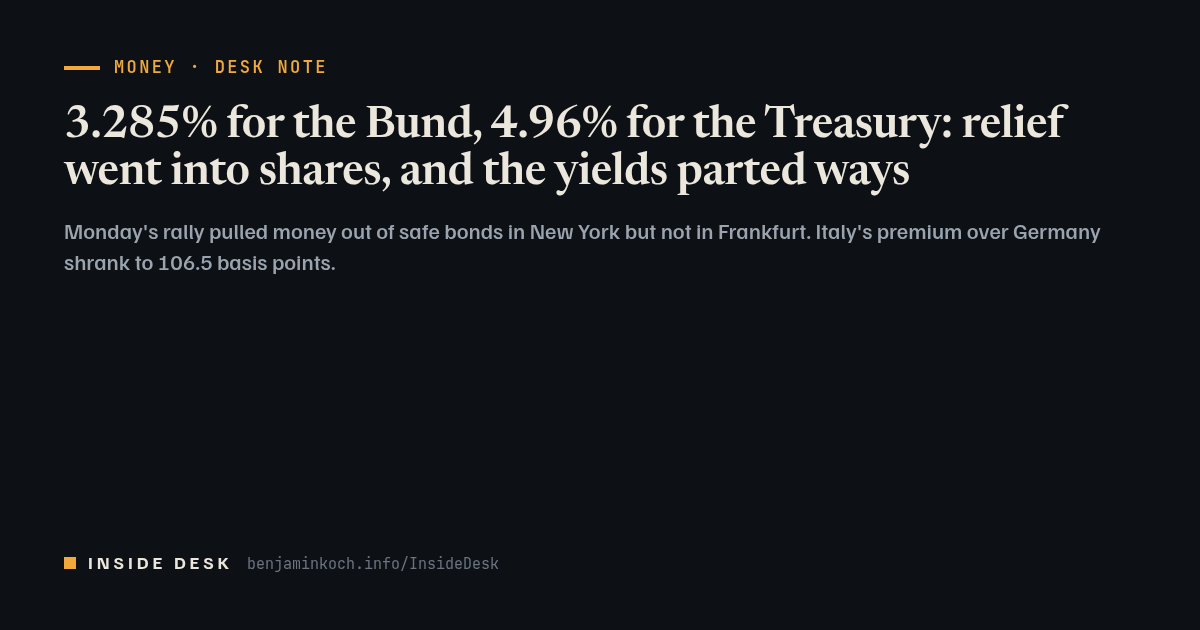 MONEY · DESK NOTE
3.285% for the Bund, 4.96% for the Treasury: relief
went into shares, and the yields parted ways
Monday's rally pulled money out of safe bonds in New York but not in Frankfurt. Italy's premium over Germany
shrank to 106.5 basis points.
INSIDE DESK benjaminkoch.info/InsideDesk